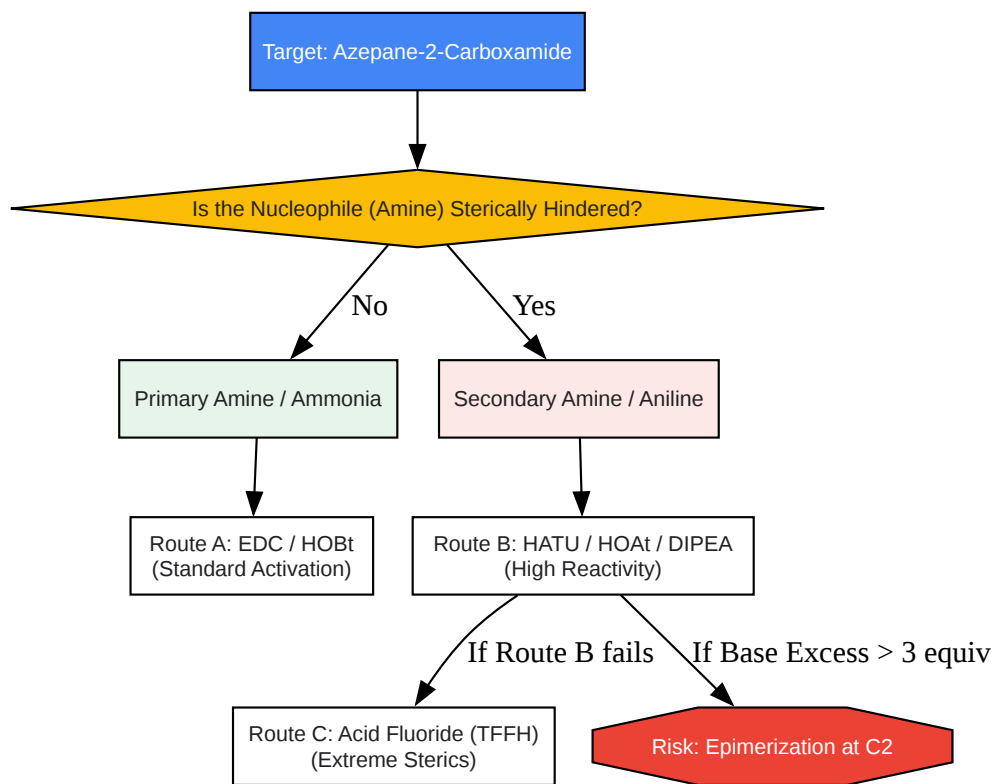 Target: Azepane-2-Carboxamide
Is the Nucleophile (Amine) Sterically Hindered?
No
Yes
Primary Amine / Ammonia
Secondary Amine / Aniline
Route A: EDC / HOBt
(Standard Activation)
Route B: HATU / HOAt / DIPEA
(High Reactivity)
If Route B fails
If Base Excess > 3 equiv
Route C: Acid Fluoride (TFFH)
(Extreme Sterics)
Risk: Epimerization at C2